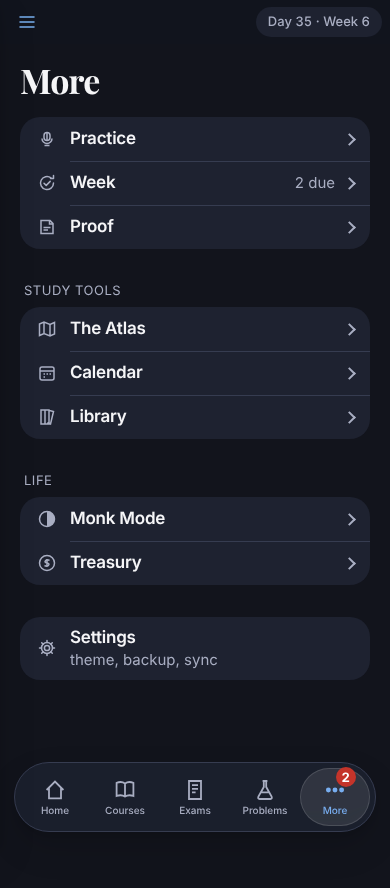 Day 35 · Week 6
More
Practice
Week
2 due
Proof
STUDY TOOLS
The Atlas
Calendar
Library
LIFE
Monk Mode
Treasury
Settings
theme, backup, sync
2
Home
Courses
Exams
Problems
More